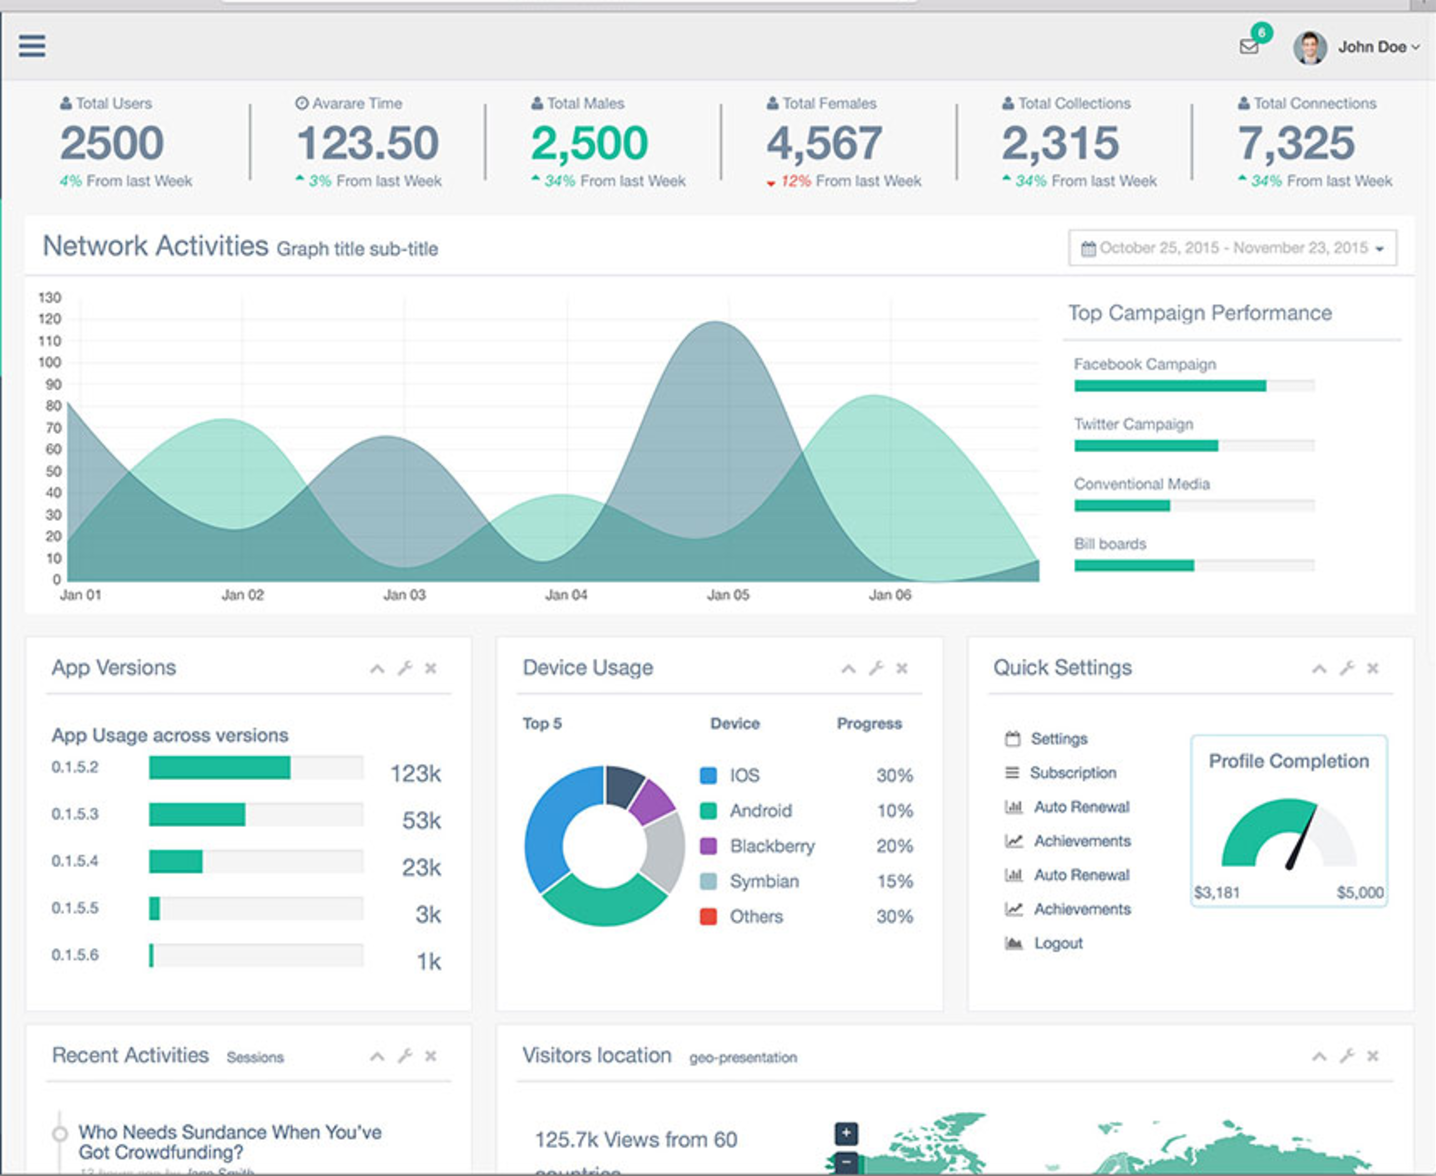 6
John Doe
Total Users
2500
4% From last Week
Avarare Time
123.50
3% From last Week
Total Males
2,500
34% From last Week
Total Females
4,567
12% From last Week
Total Collections
2,315
34% From last Week
Total Connections
7,325
34% From last Week
Network Activities Graph title sub-title
October 25, 2015 - November 23, 2015
130
120
110
100
90
80
70
60
50
40
30
20
10
0
Jan 01
Jan 02
Jan 03
Jan 04
Jan 05
Jan 06
Top Campaign Performance
Facebook Campaign
Twitter Campaign
Conventional Media
Bill boards
App Versions
App Usage across versions
0.1.5.2 123k
0.1.5.3 53k
0.1.5.4 23k
0.1.5.5 3k
0.1.5.6 1k
Device Usage
Top 5 Device Progress
IOS 30%
Android 10%
Blackberry 20%
Symbian 15%
Others 30%
Quick Settings
Settings
Subscription
Auto Renewal
Achievements
Auto Renewal
Achievements
Logout
Profile Completion
$3,181 $5,000
Recent Activities Sessions
Who Needs Sundance When You've
Got Crowdfunding?
13 hours ago by Jane Smith
Visitors location geo-presentation
125.7k Views from 60
countries
+
−